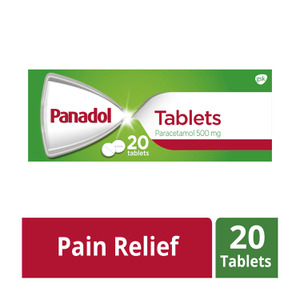 gsk
Panadol
Tablets
Paracetamol 500 mg
20
tablets
Pain Relief
20
Tablets